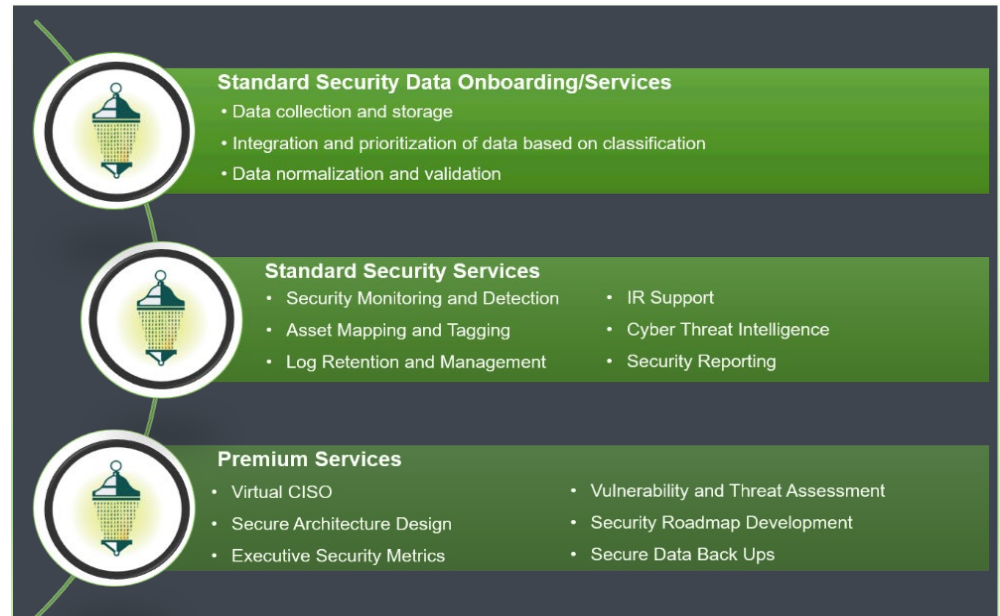 Standard Security Data Onboarding/Services
• Data collection and storage
• Integration and prioritization of data based on classification
• Data normalization and validation
Standard Security Services
• Security Monitoring and Detection
• Asset Mapping and Tagging
• Log Retention and Management
• IR Support
• Cyber Threat Intelligence
• Security Reporting
Premium Services
• Virtual CISO
• Secure Architecture Design
• Executive Security Metrics
• Vulnerability and Threat Assessment
• Security Roadmap Development
• Secure Data Back Ups